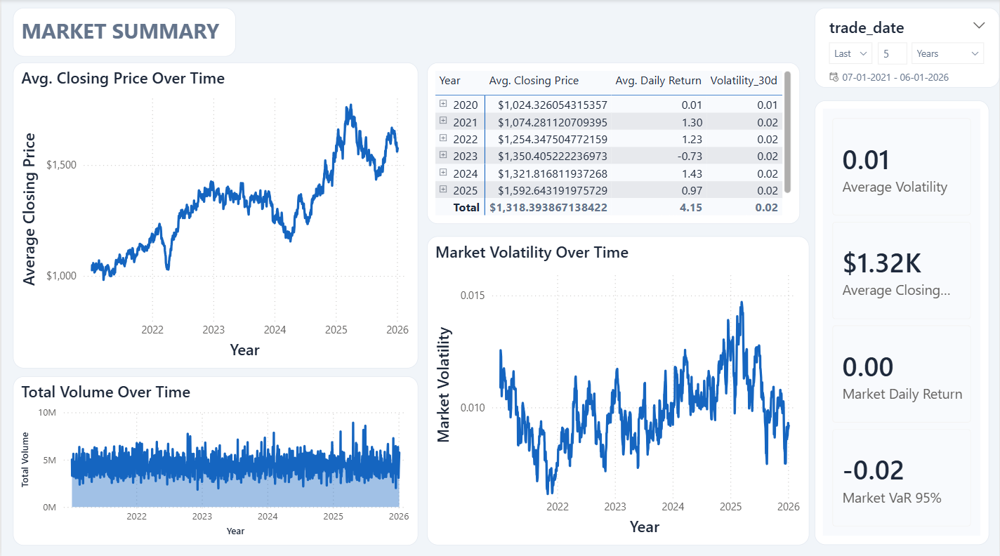 MARKET SUMMARY
trade_date
Last
5
Years
07-01-2021 - 06-01-2026
Avg. Closing Price Over Time
Average Closing Price
$1,500
$1,000
2022 2023 2024 2025 2026
Year
Year Avg. Closing Price Avg. Daily Return Volatility_30d
2020 $1,024.326054315357 0.01 0.01
2021 $1,074.281120709395 1.30 0.02
2022 $1,254.347504772159 1.23 0.02
2023 $1,350.405222236973 -0.73 0.02
2024 $1,321.816811937268 1.43 0.02
2025 $1,592.643191975729 0.97 0.02
Total $1,318.393867138422 4.15 0.02
0.01
Average Volatility
$1.32K
Average Closing...
0.00
Market Daily Return
-0.02
Market VaR 95%
Total Volume Over Time
Total Volume
10M
5M
0M
2022 2023 2024 2025 2026
Year
Market Volatility Over Time
Market Volatility
0.015
0.010
2022 2023 2024 2025 2026
Year